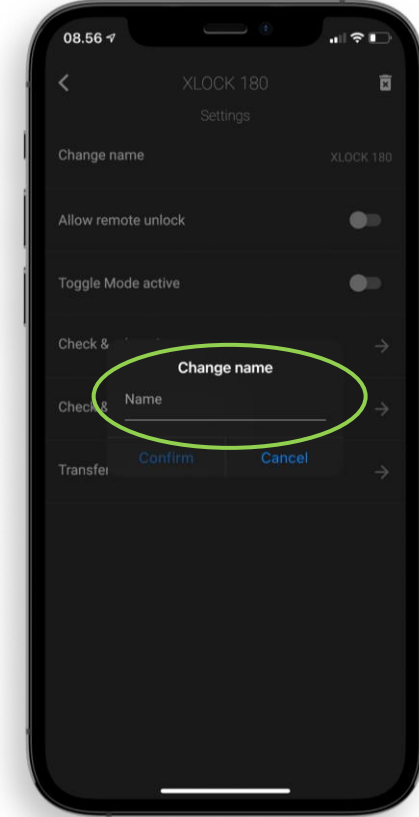 08.56
XLOCK 180
Settings
Change name
XLOCK 180
Allow remote unlock
Toggle Mode active
Check &
Change name
Check &
Name
Confirm
Cancel
Transfer